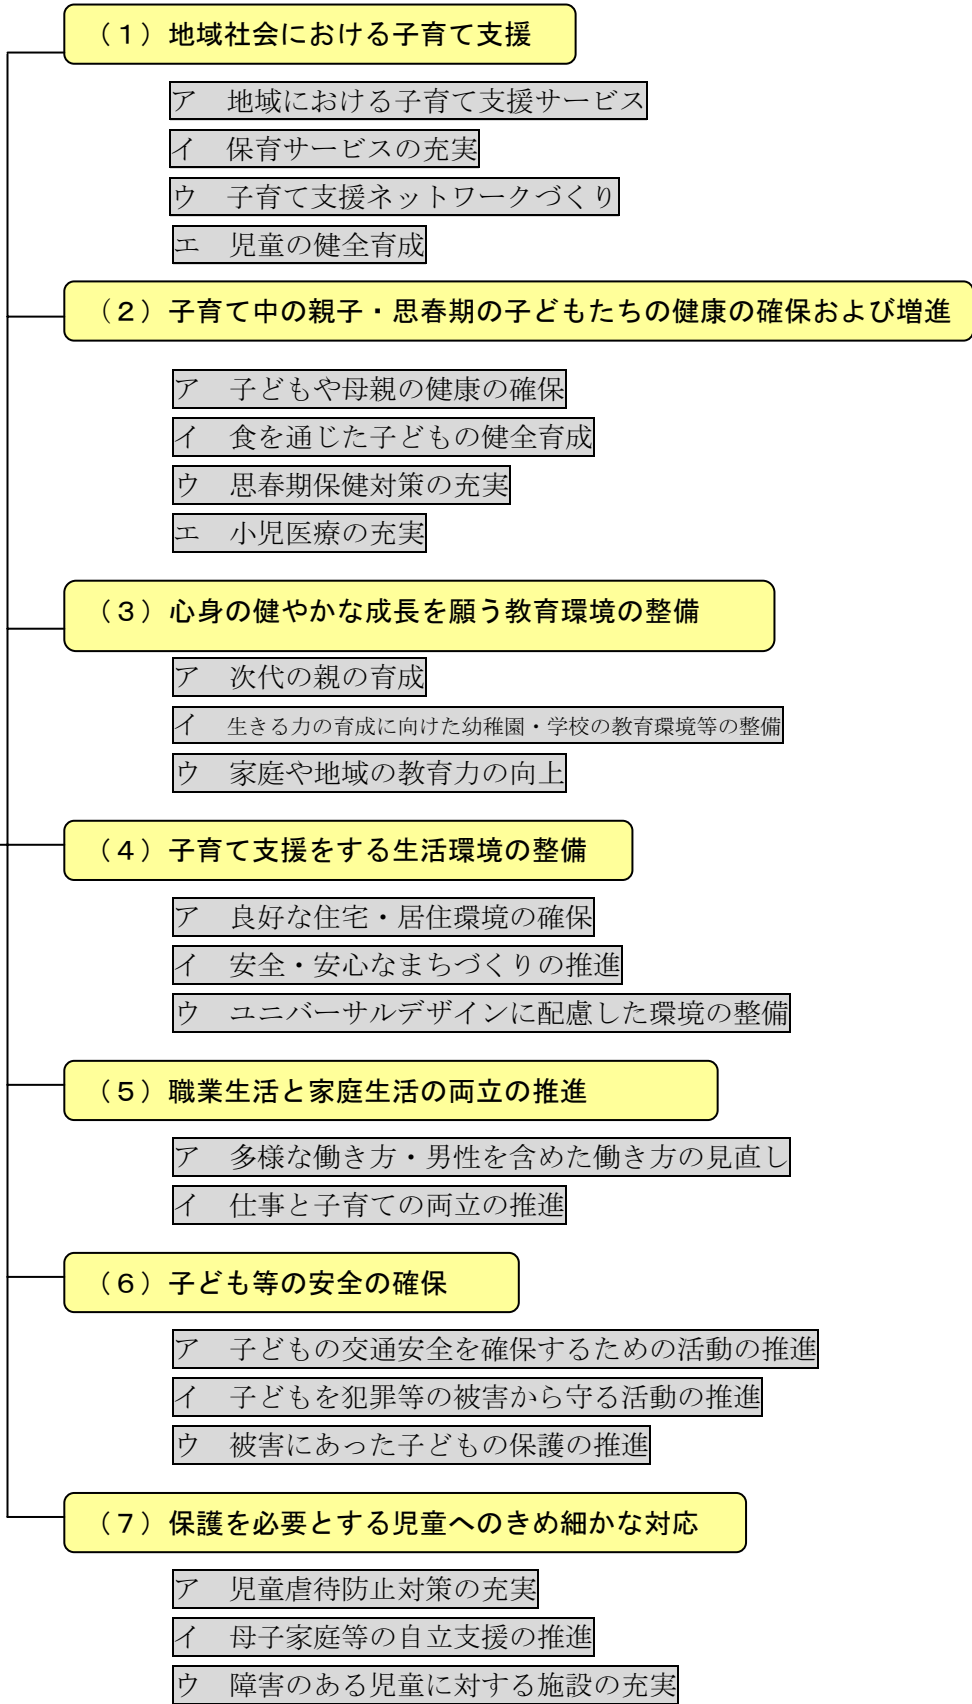 （１）地域社会における子育て支援
ア　地域における子育て支援サービス
イ　保育サービスの充実
ウ　子育て支援ネットワークづくり
エ　児童の健全育成
（２）子育て中の親子・思春期の子どもたちの健康の確保および増進
ア　子どもや母親の健康の確保
イ　食を通じた子どもの健全育成
ウ　思春期保健対策の充実
エ　小児医療の充実
（３）心身の健やかな成長を願う教育環境の整備
ア　次代の親の育成
イ　生きる力の育成に向けた幼稚園・学校の教育環境等の整備
ウ　家庭や地域の教育力の向上
（４）子育て支援をする生活環境の整備
ア　良好な住宅・居住環境の確保
イ　安全・安心なまちづくりの推進
ウ　ユニバーサルデザインに配慮した環境の整備
（５）職業生活と家庭生活の両立の推進
ア　多様な働き方・男性を含めた働き方の見直し
イ　仕事と子育ての両立の推進
（６）子ども等の安全の確保
ア　子どもの交通安全を確保するための活動の推進
イ　子どもを犯罪等の被害から守る活動の推進
ウ　被害にあった子どもの保護の推進
（７）保護を必要とする児童へのきめ細かな対応
ア　児童虐待防止対策の充実
イ　母子家庭等の自立支援の推進
ウ　障害のある児童に対する施設の充実